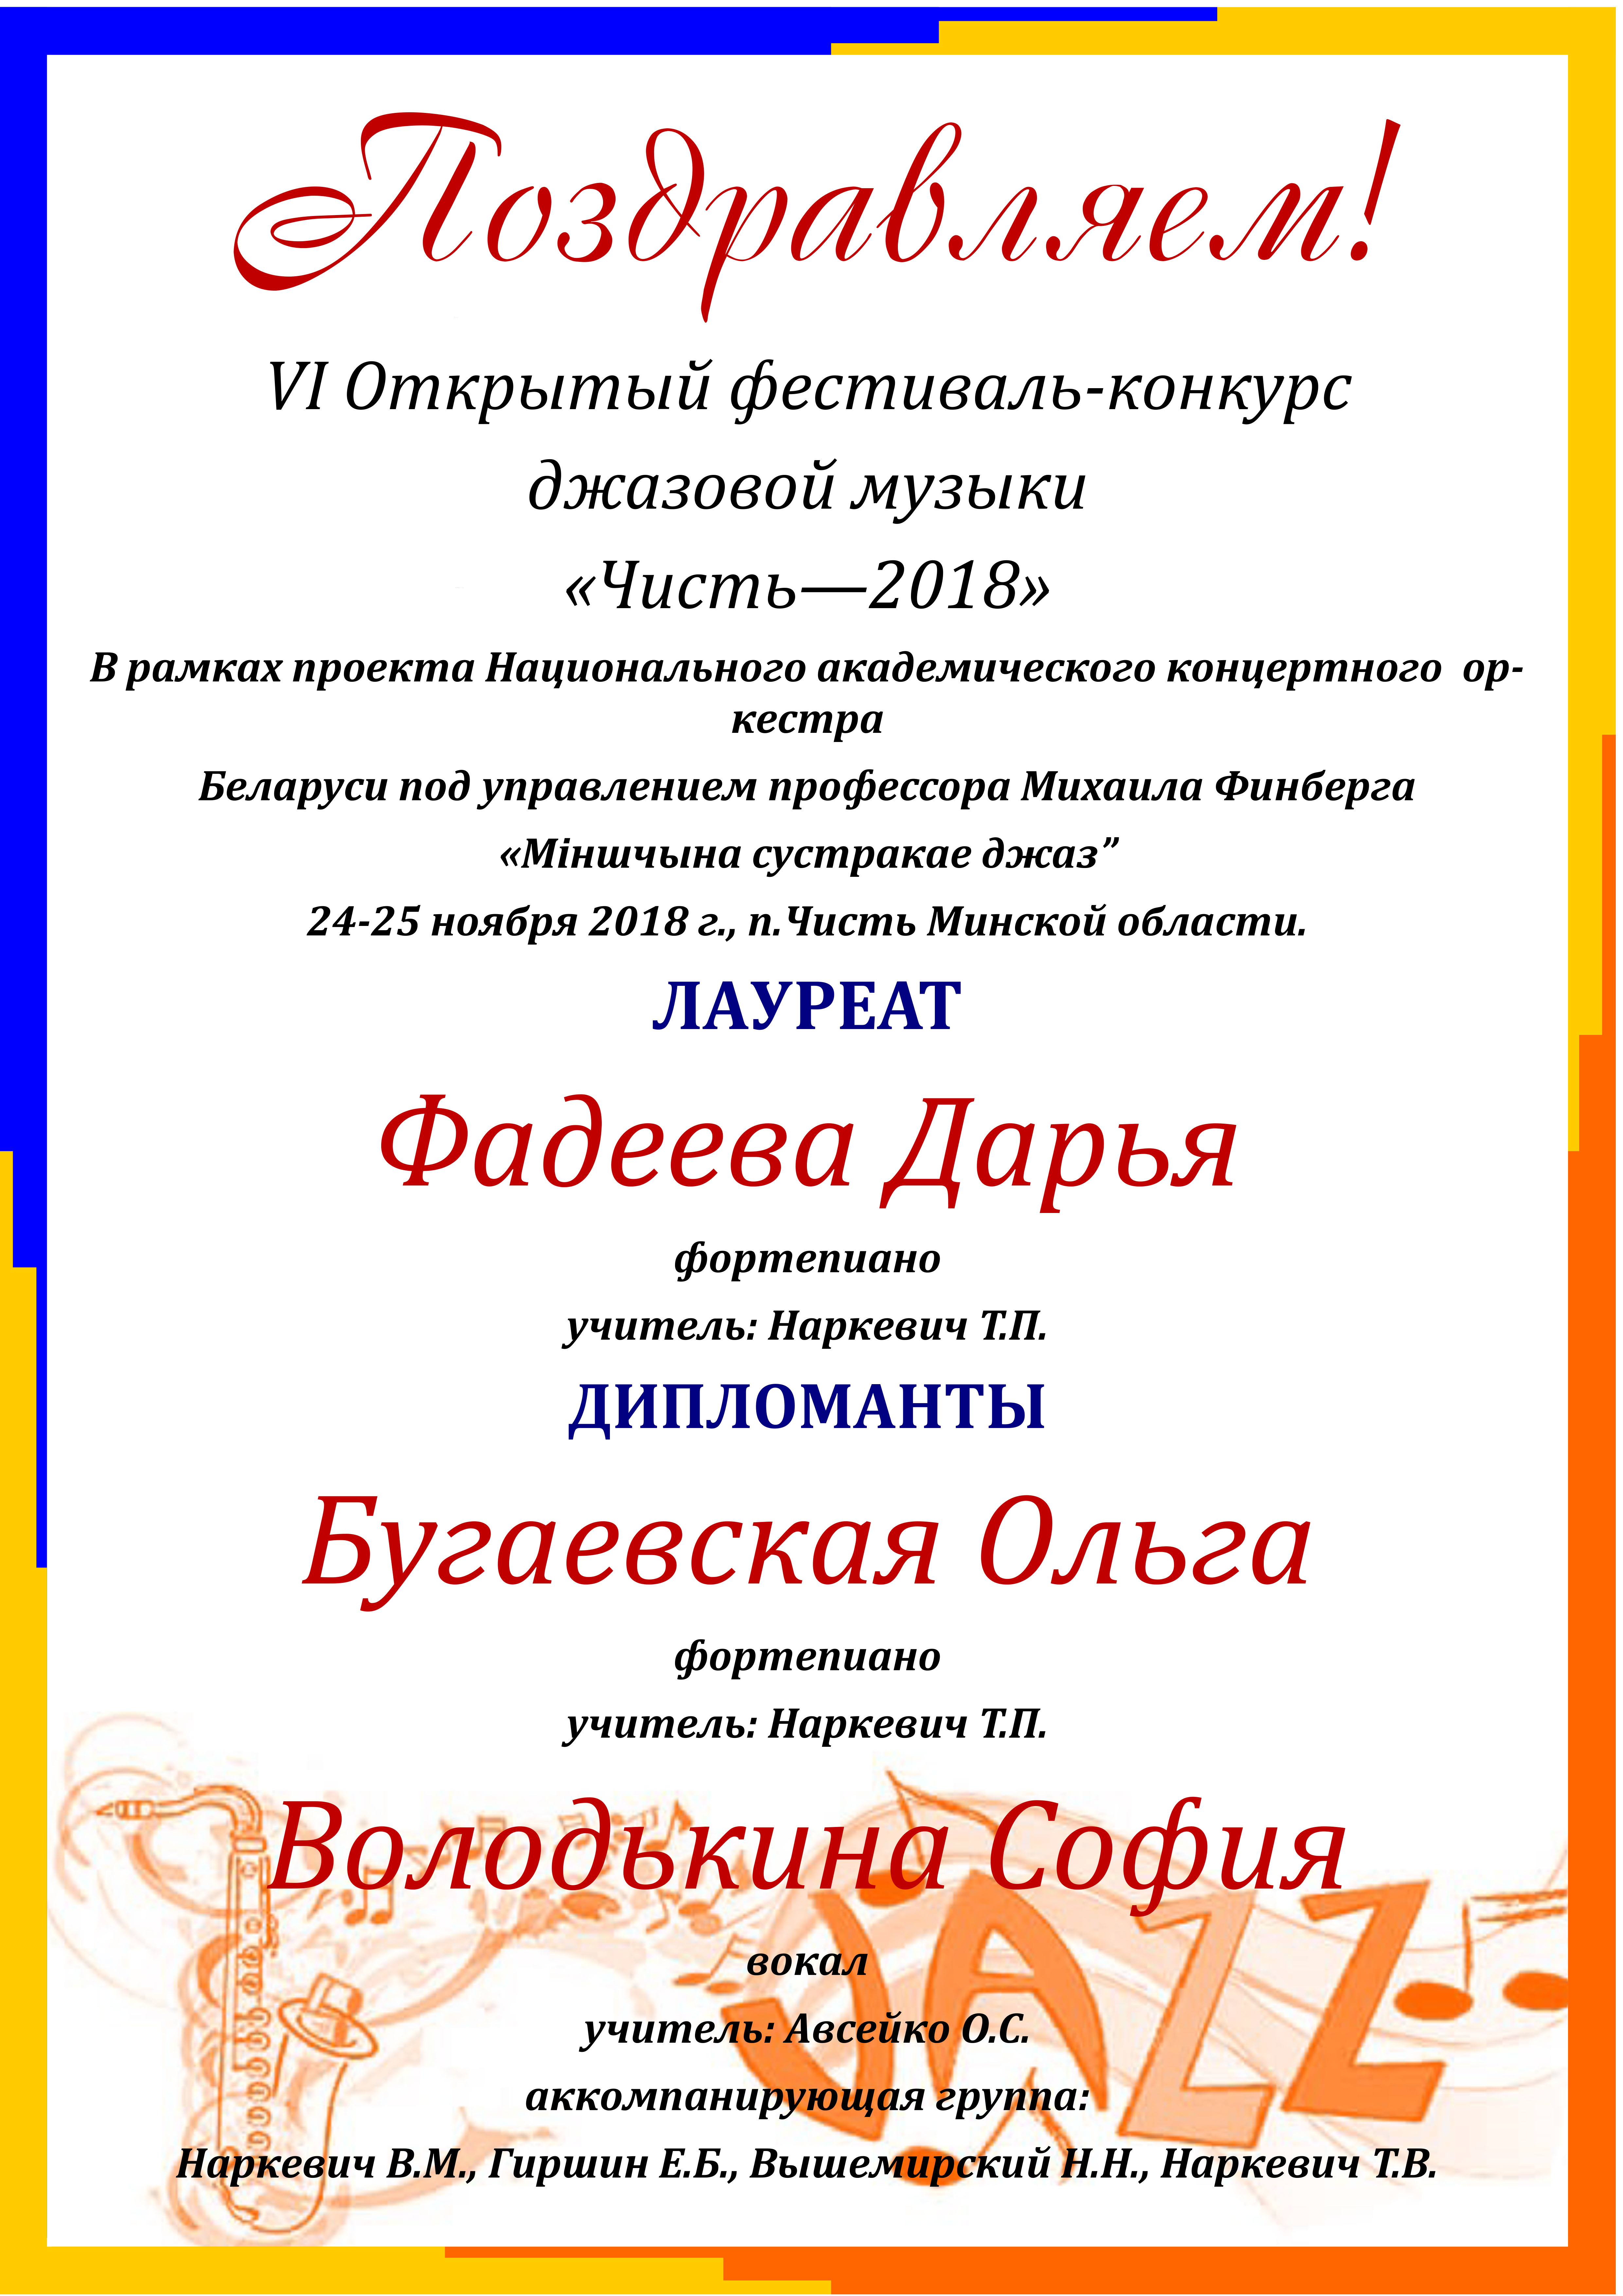 Поздравляем!
VI Открытый фестиваль-конкурс
джазовой музыки
«Чисть—2018»
В рамках проекта Национального академического концертного ор-
кестра
Беларуси под управлением профессора Михаила Финберга
«Мiншчына сустракае джаз”
24-25 ноября 2018 г., п.Чисть Минской области.
ЛАУРЕАТ
Фадеева Дарья
фортепиано
учитель: Наркевич Т.П.
ДИПЛОМАНТЫ
Бугаевская Ольга
фортепиано
учитель: Наркевич Т.П.
Володькина София
JAZZ
вокал
учитель: Авсейко О.С.
аккомпанирующая группа:
Наркевич В.М., Гиршин Е.Б., Вышемирский Н.Н., Наркевич Т.В.